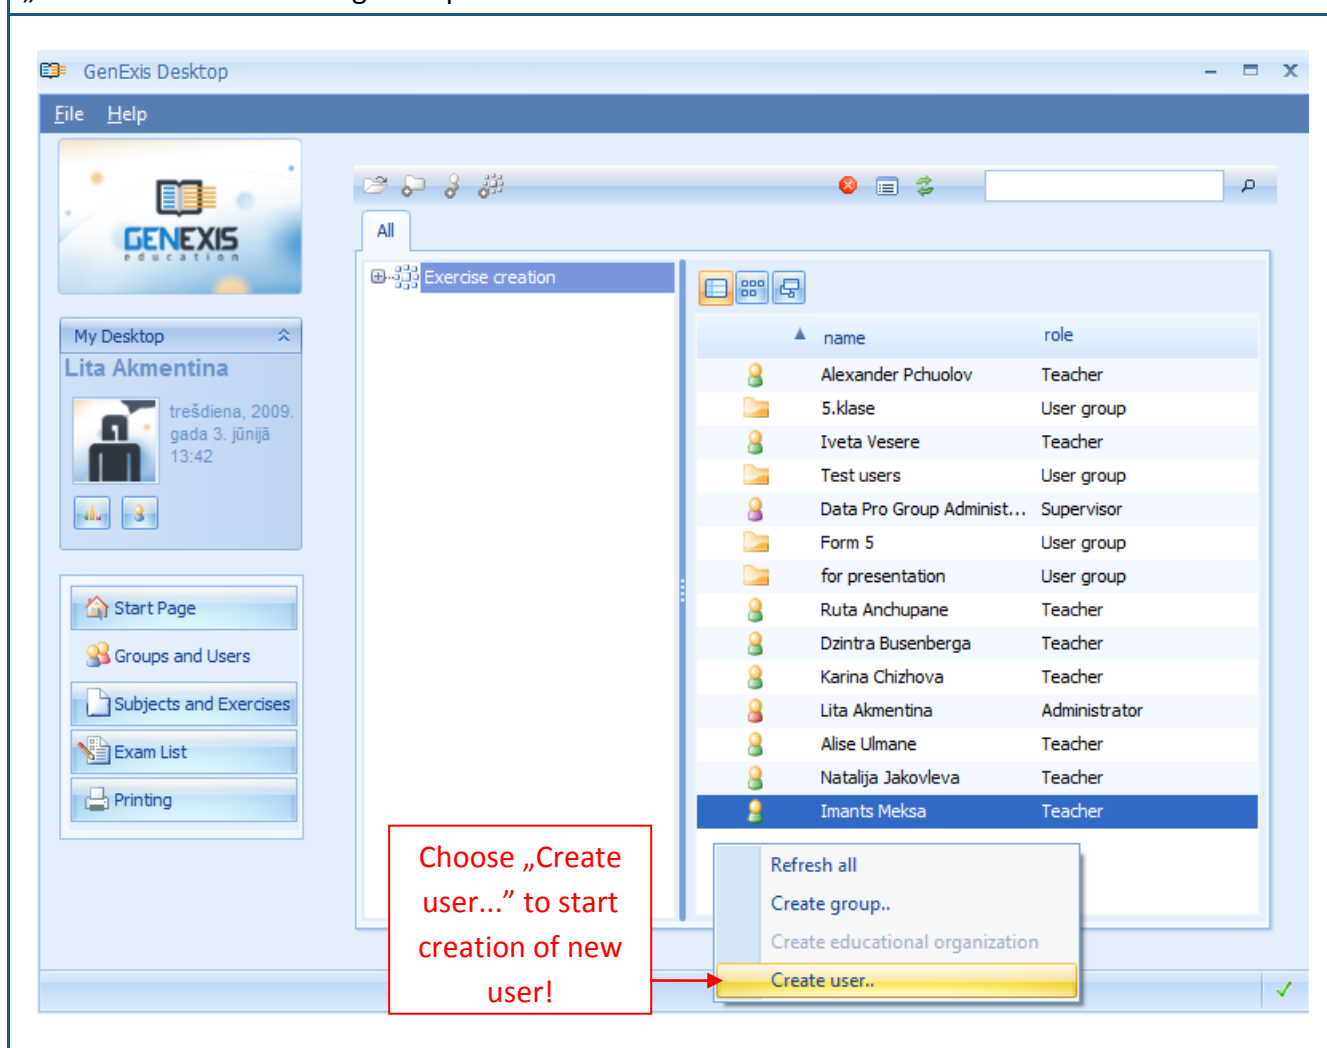 GenExis Desktop
File Help
GENEXIS
education
All
Exercise creation
My Desktop
Lita Akmentina
trešdiena, 2009.
gada 3. jūnijā
13:42
Start Page
Groups and Users
Subjects and Exercises
Exam List
Printing
name role
Alexander Pchuolov Teacher
5.klase User group
Iveta Vesere Teacher
Test users User group
Data Pro Group Administ... Supervisor
Form 5 User group
for presentation User group
Ruta Anchupane Teacher
Dzintra Busenberga Teacher
Karina Chizhova Teacher
Lita Akmentina Administrator
Alise Ulmane Teacher
Natalija Jakovleva Teacher
Imants Meksa Teacher
Refresh all
Create group..
Create educational organization
Create user..
Choose „Create
user...” to start
creation of new
user!